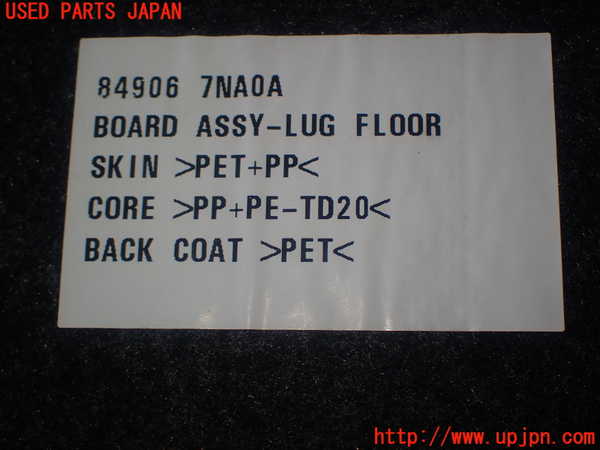 USED PARTS JAPAN
84906 7NA0A
BOARD ASSY-LUG FLOOR
SKIN >PET+PP<
CORE >PP+PE-TD20<
BACK COAT >PET<
http://www.upjpn.com